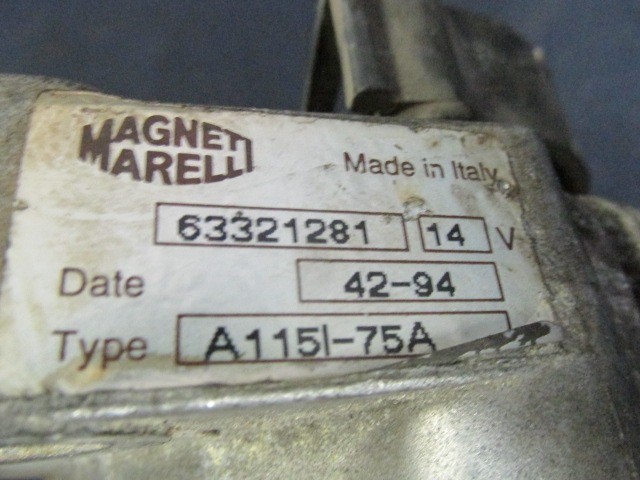 MAGNETI
MARELLI
Made in Italy
63321281 14 V
Date 42-94
Type A115I-75A